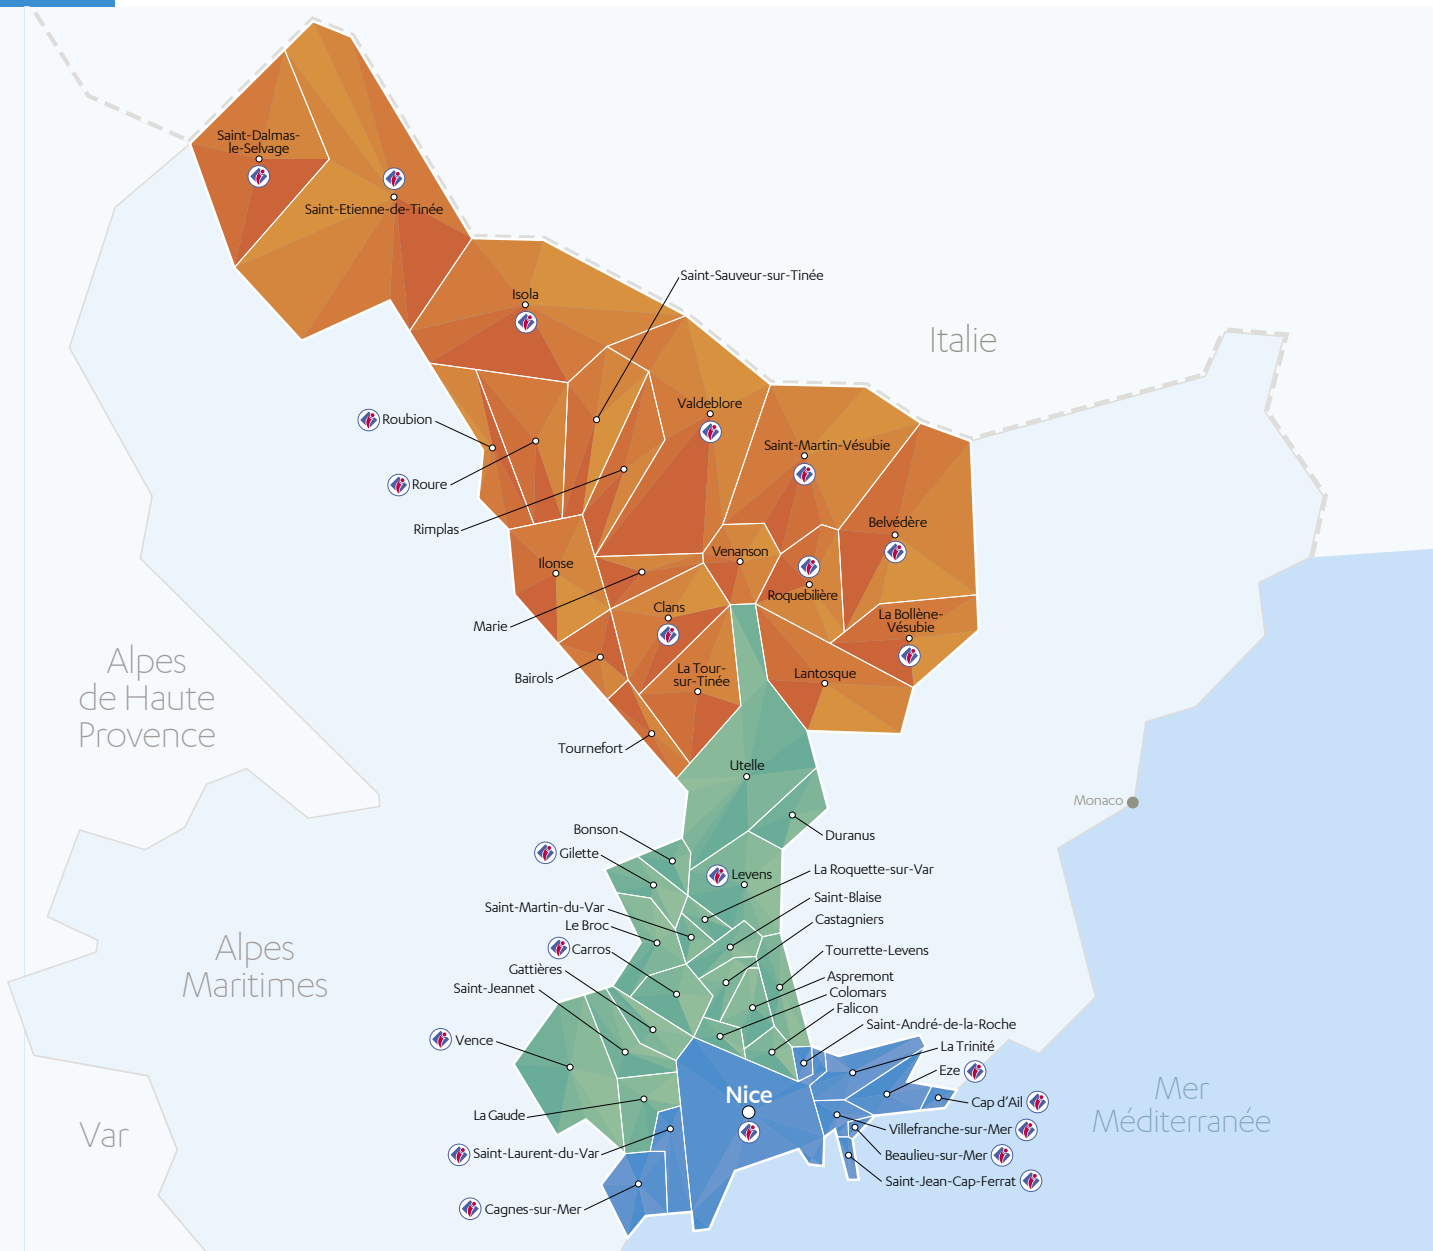 Saint-Dalmas-
le-Selvage
Saint-Etienne-de-Tinée
Saint-Sauveur-sur-Tinée
Isola
Italie
Valdeblore
Roubion
Saint-Martin-Vésubie
Roure
Rimplas
Belvédère
Venanson
Ilonse
Roquebilière
Clans
La Bollène-
Vésubie
Marie
Alpes
de Haute
Provence
La Tour-
sur-Tinée
Lantosque
Bairols
Tournefort
Utelle
Monaco
Bonson
Duranus
Gilette
La Roquette-sur-Var
Levens
Saint-Blaise
Saint-Martin-du-Var
Castagniers
Le Broc
Alpes
Maritimes
Carros
Tourrette-Levens
Gattières
Aspremont
Saint-Jeannet
Colomars
Falicon
Saint-André-de-la-Roche
Vence
La Trinité
Eze
Nice
Cap d'Ail
Mer
Méditerranée
La Gaude
Var
Villefranche-sur-Mer
Saint-Laurent-du-Var
Beaulieu-sur-Mer
Saint-Jean-Cap-Ferrat
Cagnes-sur-Mer